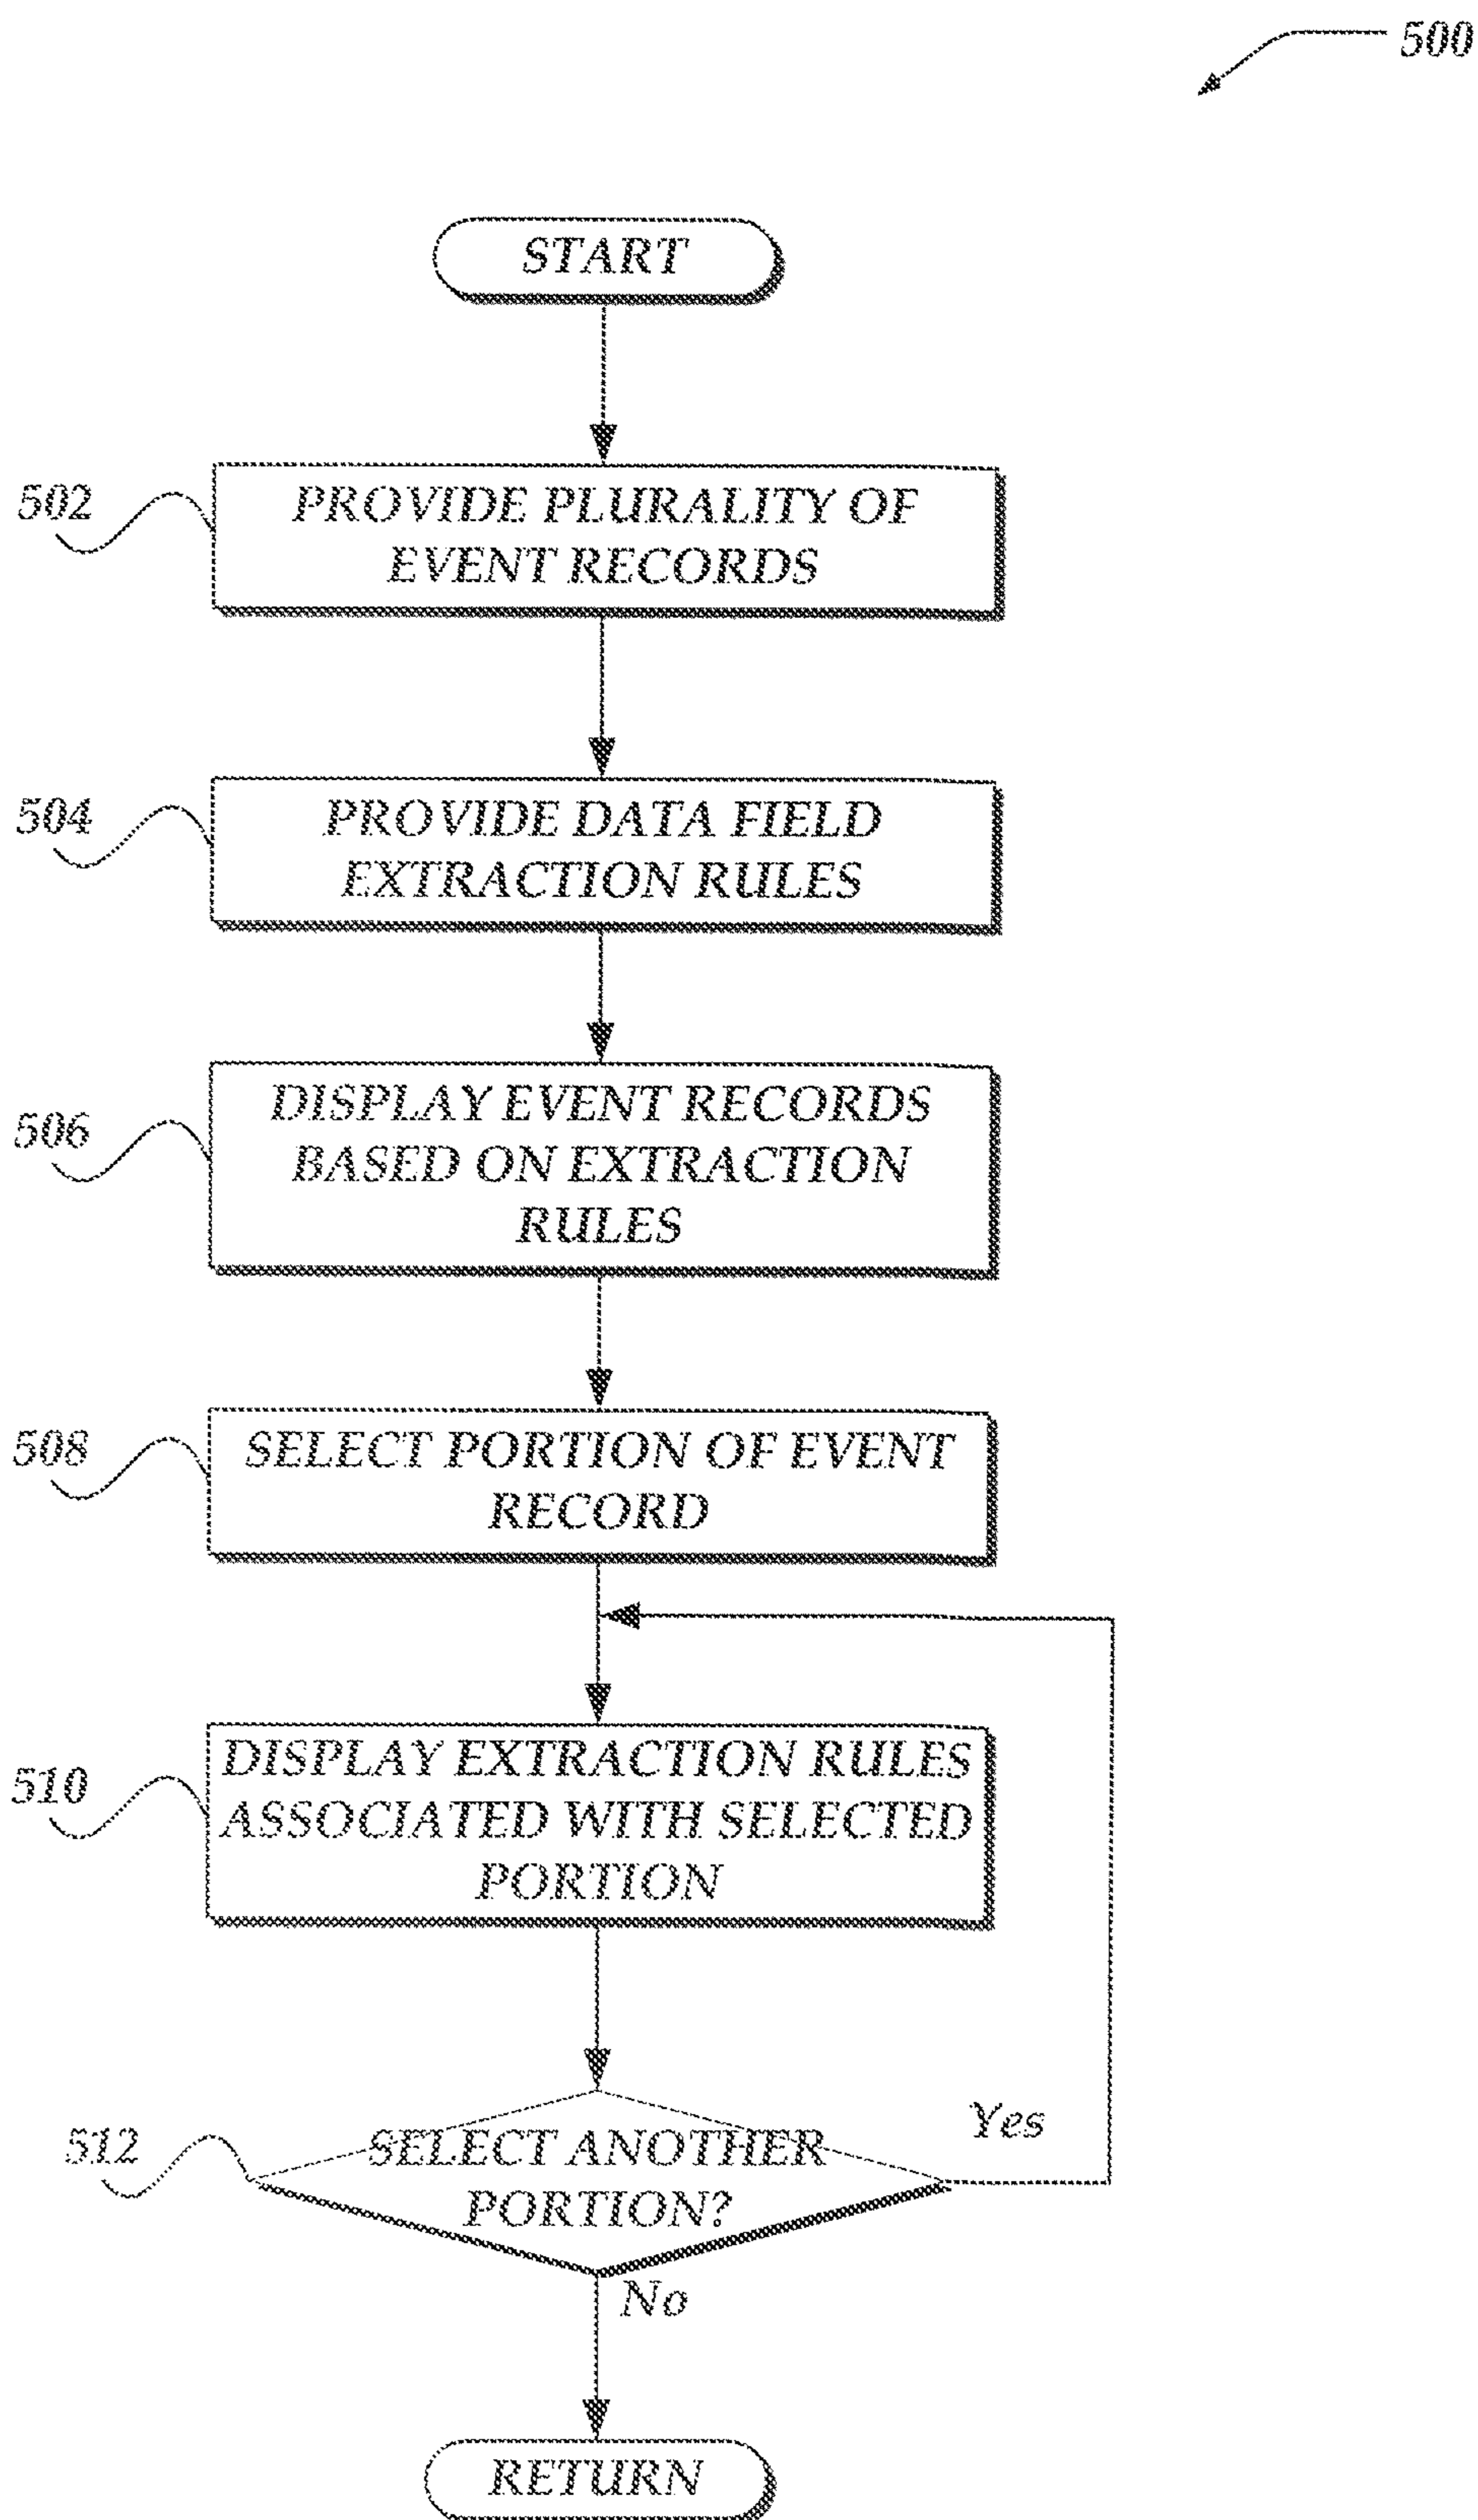 500
START
502
PROVIDE PLURALITY OF
EVENT RECORDS
504
PROVIDE DATA FIELD
EXTRACTION RULES
506
DISPLAY EVENT RECORDS
BASED ON EXTRACTION
RULES
508
SELECT PORTION OF EVENT
RECORD
510
DISPLAY EXTRACTION RULES
ASSOCIATED WITH SELECTED
PORTION
512
SELECT ANOTHER
PORTION?
Yes
No
RETURN